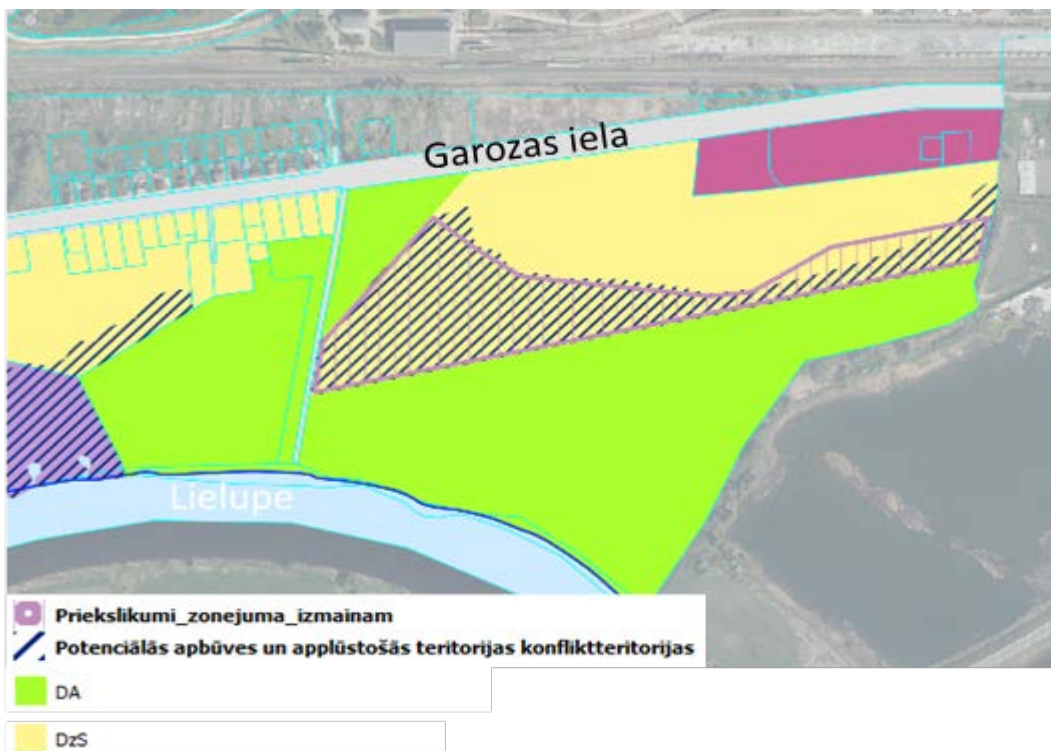 Garozas iela
Lielupe
Priekslikumi_zonejuma_izmainam
Potenciālās apbūves un applūstošās teritorijas konfliktteritorijas
DA
DzS